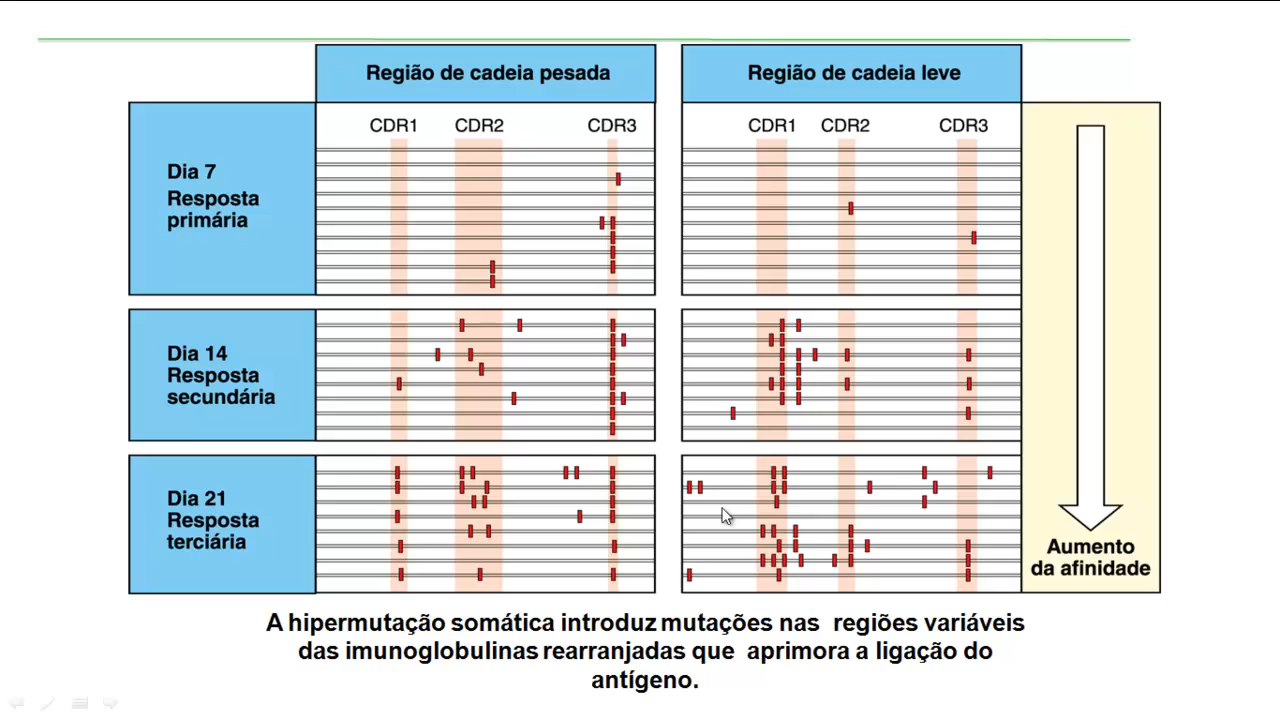 Região de cadeia pesada
Região de cadeia leve
CDR1 CDR2 CDR3
CDR1 CDR2 CDR3
Dia 7
Resposta
primária
Dia 14
Resposta
secundária
Dia 21
Resposta
terciária
Aumento
da afinidade
A hipermutação somática introduz mutações nas regiões variáveis
das imunoglobulinas rearranjadas que aprimora a ligação do
antígeno.